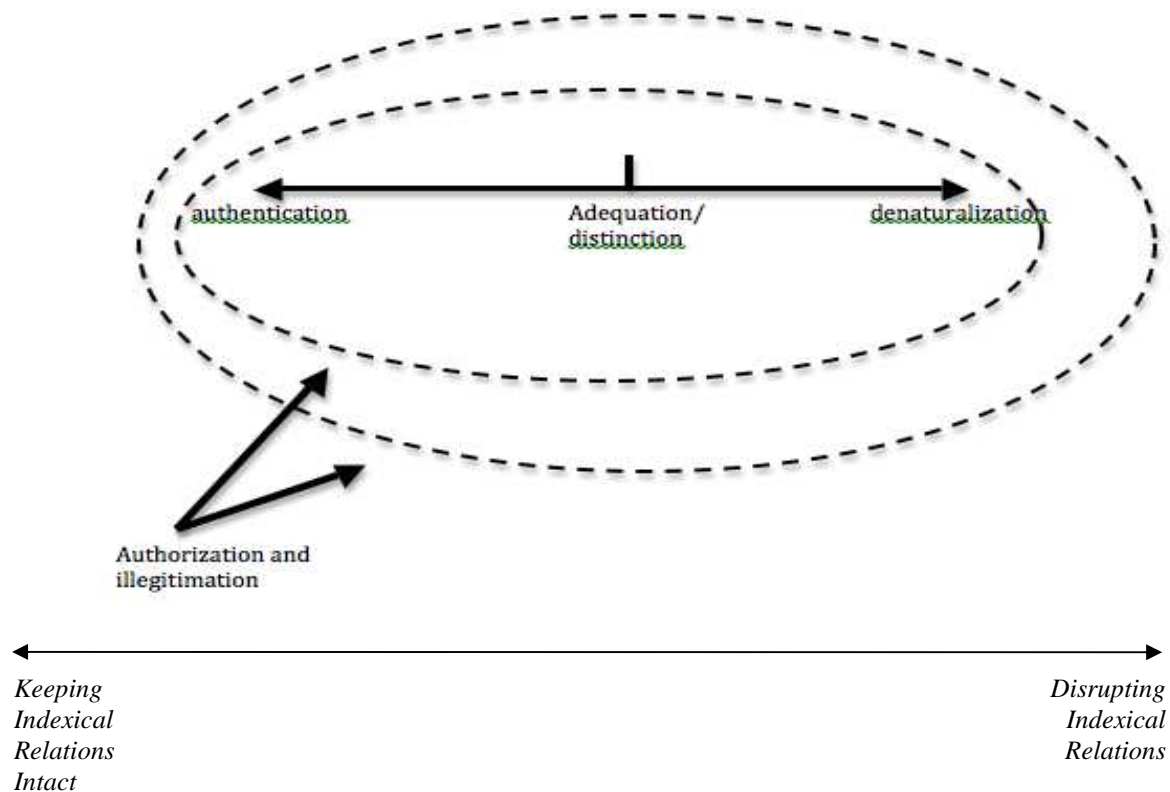 authentication
Adequation/
distinction
denaturalization
Authorization and
illegitimation
Keeping
Indexical
Relations
Intact
Disrupting
Indexical
Relations